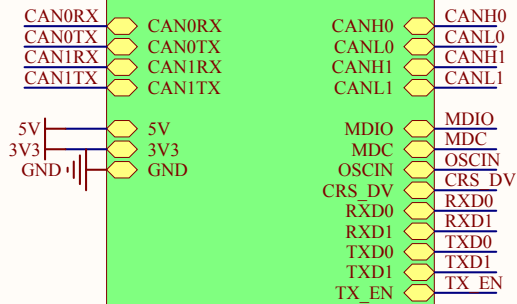 CAN0RX CAN0RX CANH0 CANH0
CAN0TX CAN0TX CANL0 CANL0
CAN1RX CAN1RX CANH1 CANH1
CAN1TX CAN1TX CANL1 CANL1
5V 5V MDIO MDIO
3V3 3V3 MDC MDC
GND GND OSCIN OSCIN
CRS_DV CRS DV
RXD0 RXD0
RXD1 RXD1
TXD0 TXD0
TXD1 TXD1
TX_EN TX_EN